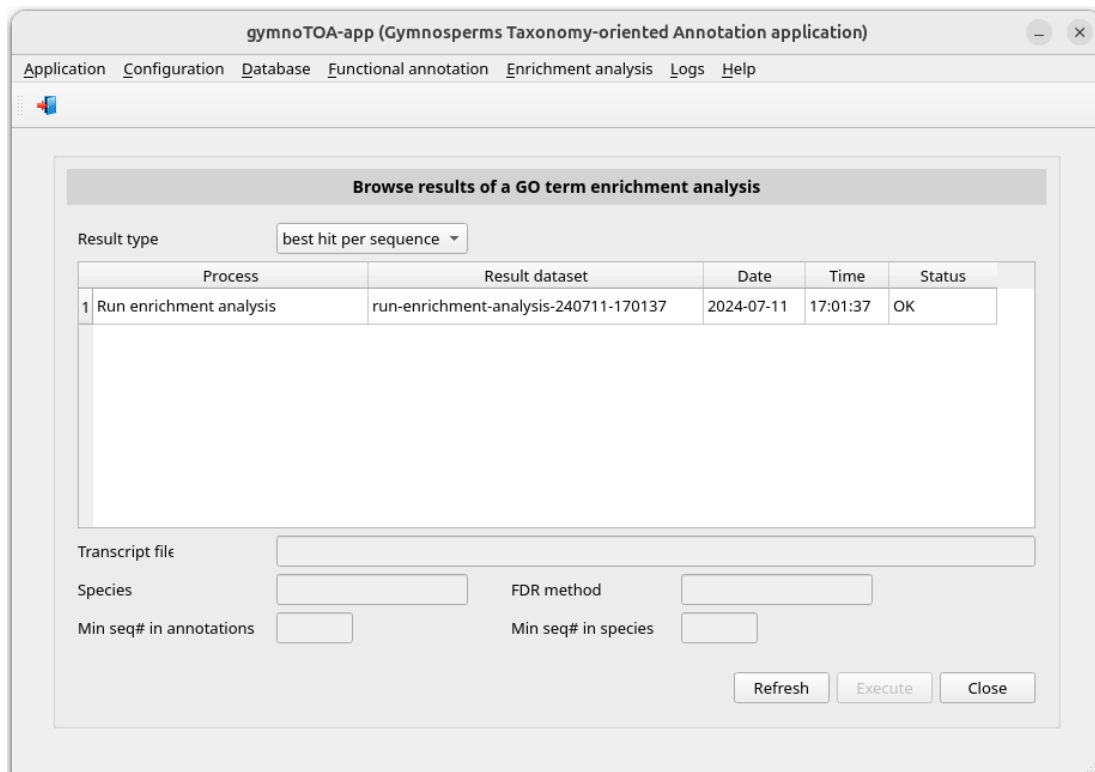 gymnoTOA-app (Gymnosperms Taxonomy-oriented Annotation application)
Application Configuration Database Functional annotation Enrichment analysis Logs Help
Browse results of a GO term enrichment analysis
Result type best hit per sequence
Process Result dataset Date Time Status
1 Run enrichment analysis run-enrichment-analysis-240711-170137 2024-07-11 17:01:37 OK
Transcript file
Species FDR method
Min seq# in annotations Min seq# in species
Refresh Execute Close